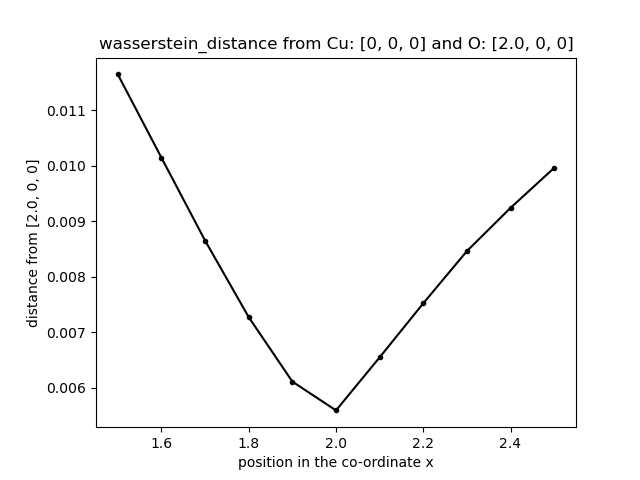 wasserstein_distance from Cu: [0, 0, 0] and O: [2.0, 0, 0]
distance from [2.0, 0, 0]
0.011
0.010
0.009
0.008
0.007
0.006
1.6 1.8 2.0 2.2 2.4
position in the co-ordinate x